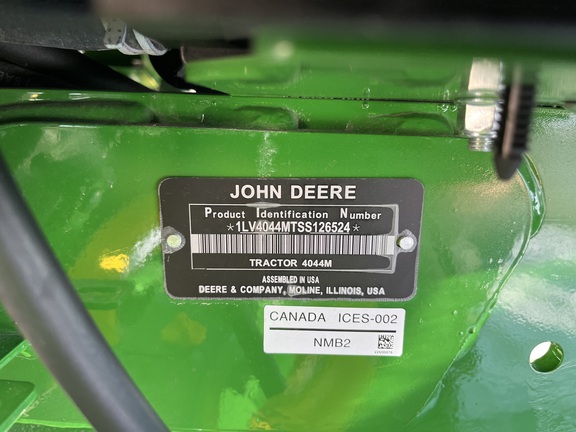 JOHN DEERE
Product Identification Number
*1LV4044MTSS126524*
TRACTOR 4044M
ASSEMBLED IN USA
DEERE & COMPANY, MOLINE, ILLINOIS, USA
CANADA ICES-002
NMB2